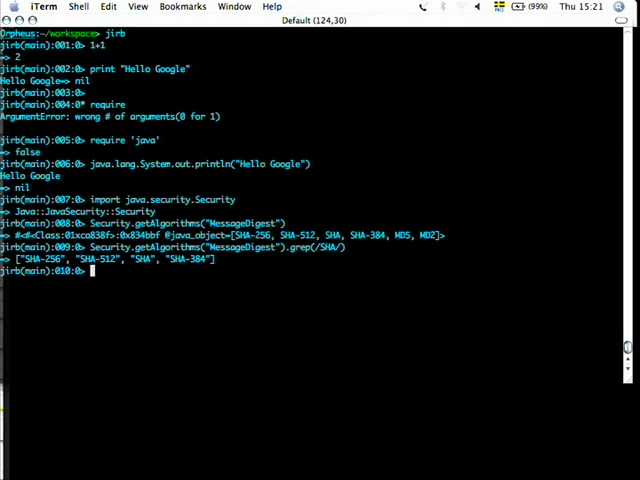 iTerm Shell Edit View Bookmarks Window Help (99%) Thu 15:21
Default (124,30)
Orpheus:~/workspace> jirb
jirb(main):001:0> 1+1
=> 2
jirb(main):002:0> print "Hello Google"
Hello Google=> nil
jirb(main):003:0>
jirb(main):004:0* require
ArgumentError: wrong # of arguments(0 for 1)
jirb(main):005:0> require 'java'
=> false
jirb(main):006:0> java.lang.System.out.println("Hello Google")
Hello Google
=> nil
jirb(main):007:0> import java.security.Security
=> Java::JavaSecurity::Security
jirb(main):008:0> Security.getAlgorithms("MessageDigest")
=> #<#<Class:01xca838f>:0x834bbf @java_object=[SHA-256, SHA-512, SHA, SHA-384, MD5, MD2]>
jirb(main):009:0> Security.getAlgorithms("MessageDigest").grep(/SHA/)
=> ["SHA-256", "SHA-512", "SHA", "SHA-384"]
jirb(main):010:0>